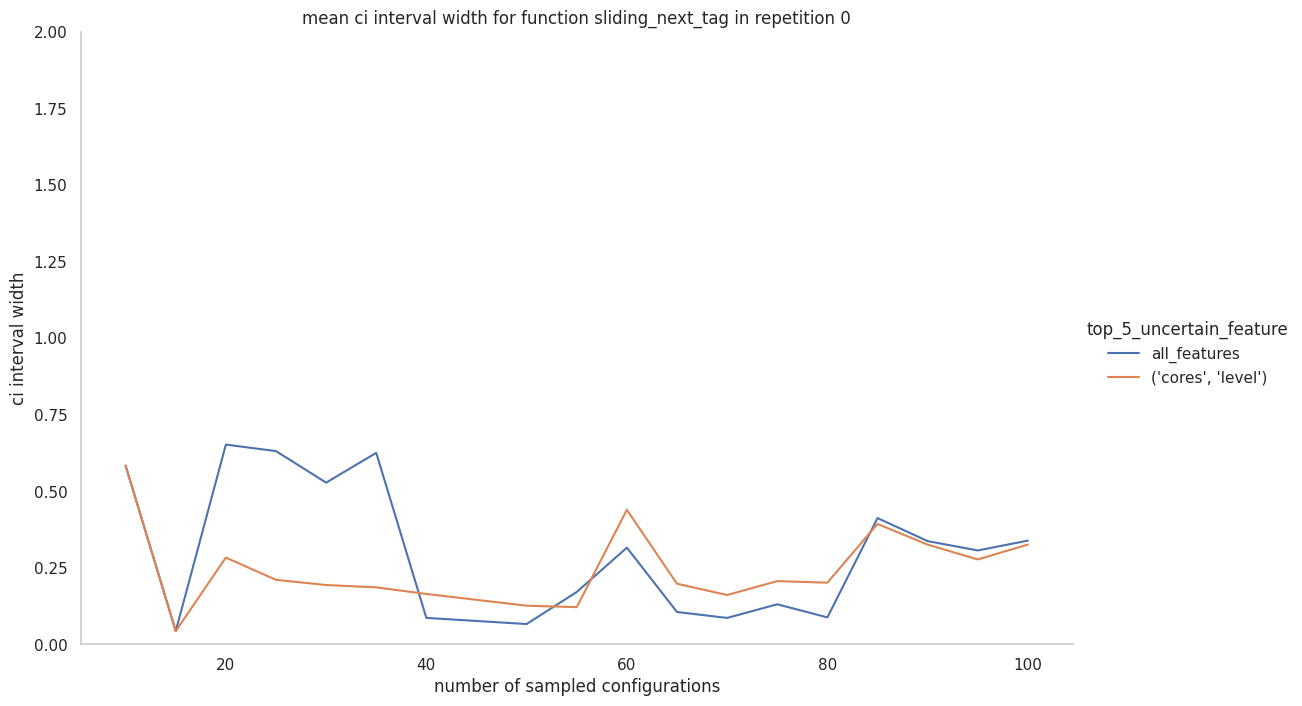 mean ci interval width for function sliding_next_tag in repetition 0
2.00
1.75
1.50
1.25
1.00
0.75
0.50
0.25
0.00
ci interval width
20
40
60
80
100
number of sampled configurations
top_5_uncertain_feature
all_features
('cores', 'level')